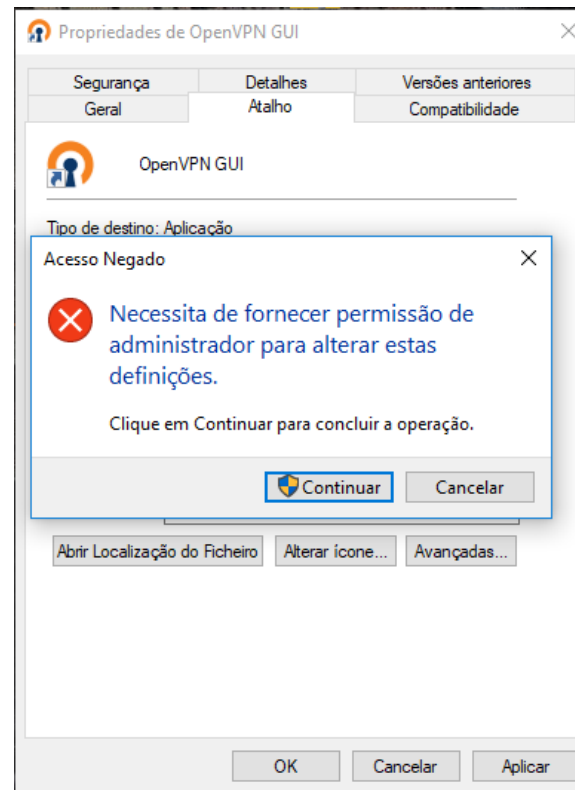 Propriedades de OpenVPN GUI
Segurança Detalhes Versões anteriores
Geral Atalho Compatibilidade
OpenVPN GUI
Tipo de destino: Aplicação
Acesso Negado
Necessita de fornecer permissão de
administrador para alterar estas
definições.
Clique em Continuar para concluir a operação.
Continuar Cancelar
Abrir Localização do Ficheiro Alterar ícone... Avançadas...
OK Cancelar Aplicar